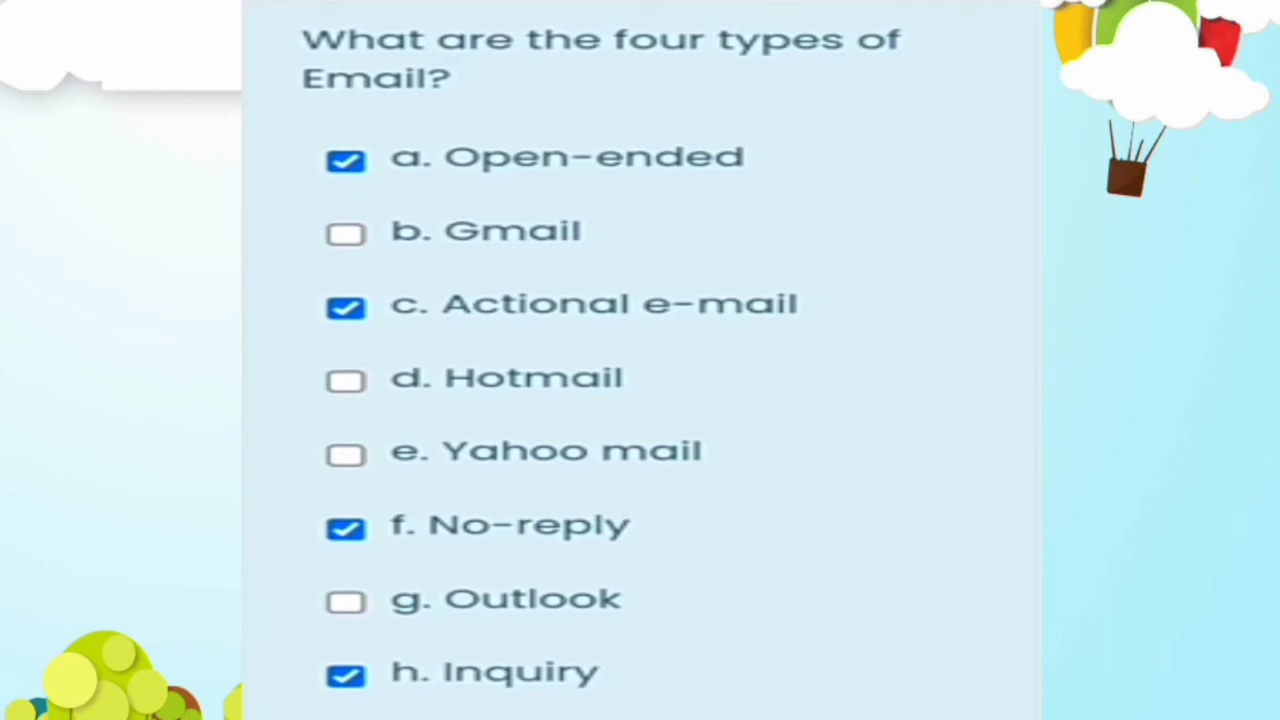 What are the four types of
Email?
a. Open-ended
b. Gmail
c. Actional e-mail
d. Hotmail
e. Yahoo mail
f. No-reply
g. Outlook
h. Inquiry